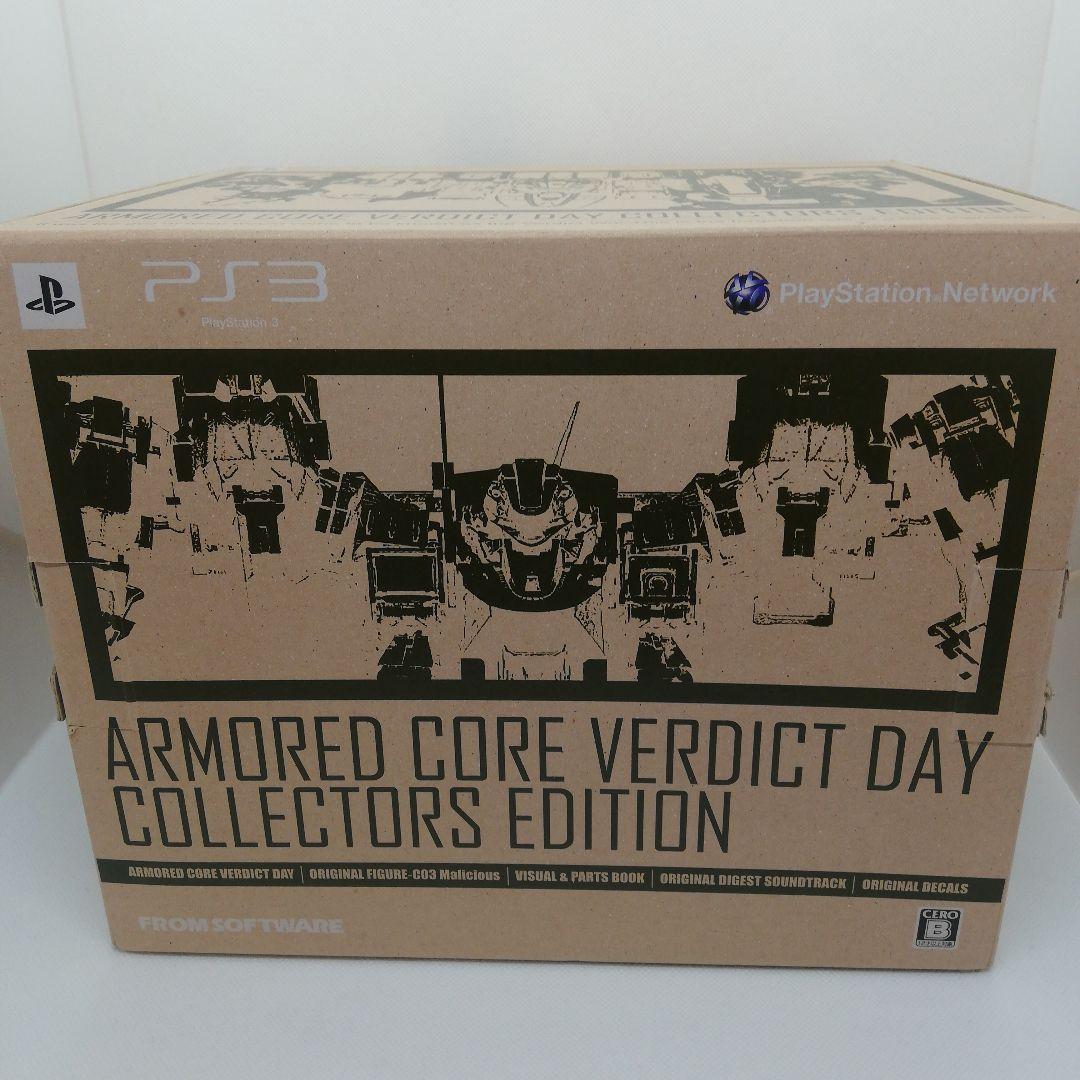 ARMORED CORE VERDICT DAY COLLECTORS EDITION
PS3
PlayStation 3
PlayStation Network
ARMORED CORE VERDICT DAY
COLLECTORS EDITION
ARMORED CORE VERDICT DAY | ORIGINAL FIGURE-C03 Malicious | VISUAL & PARTS BOOK | ORIGINAL DIGEST SOUNDTRACK | ORIGINAL DECALS
FROM SOFTWARE
CERO
B